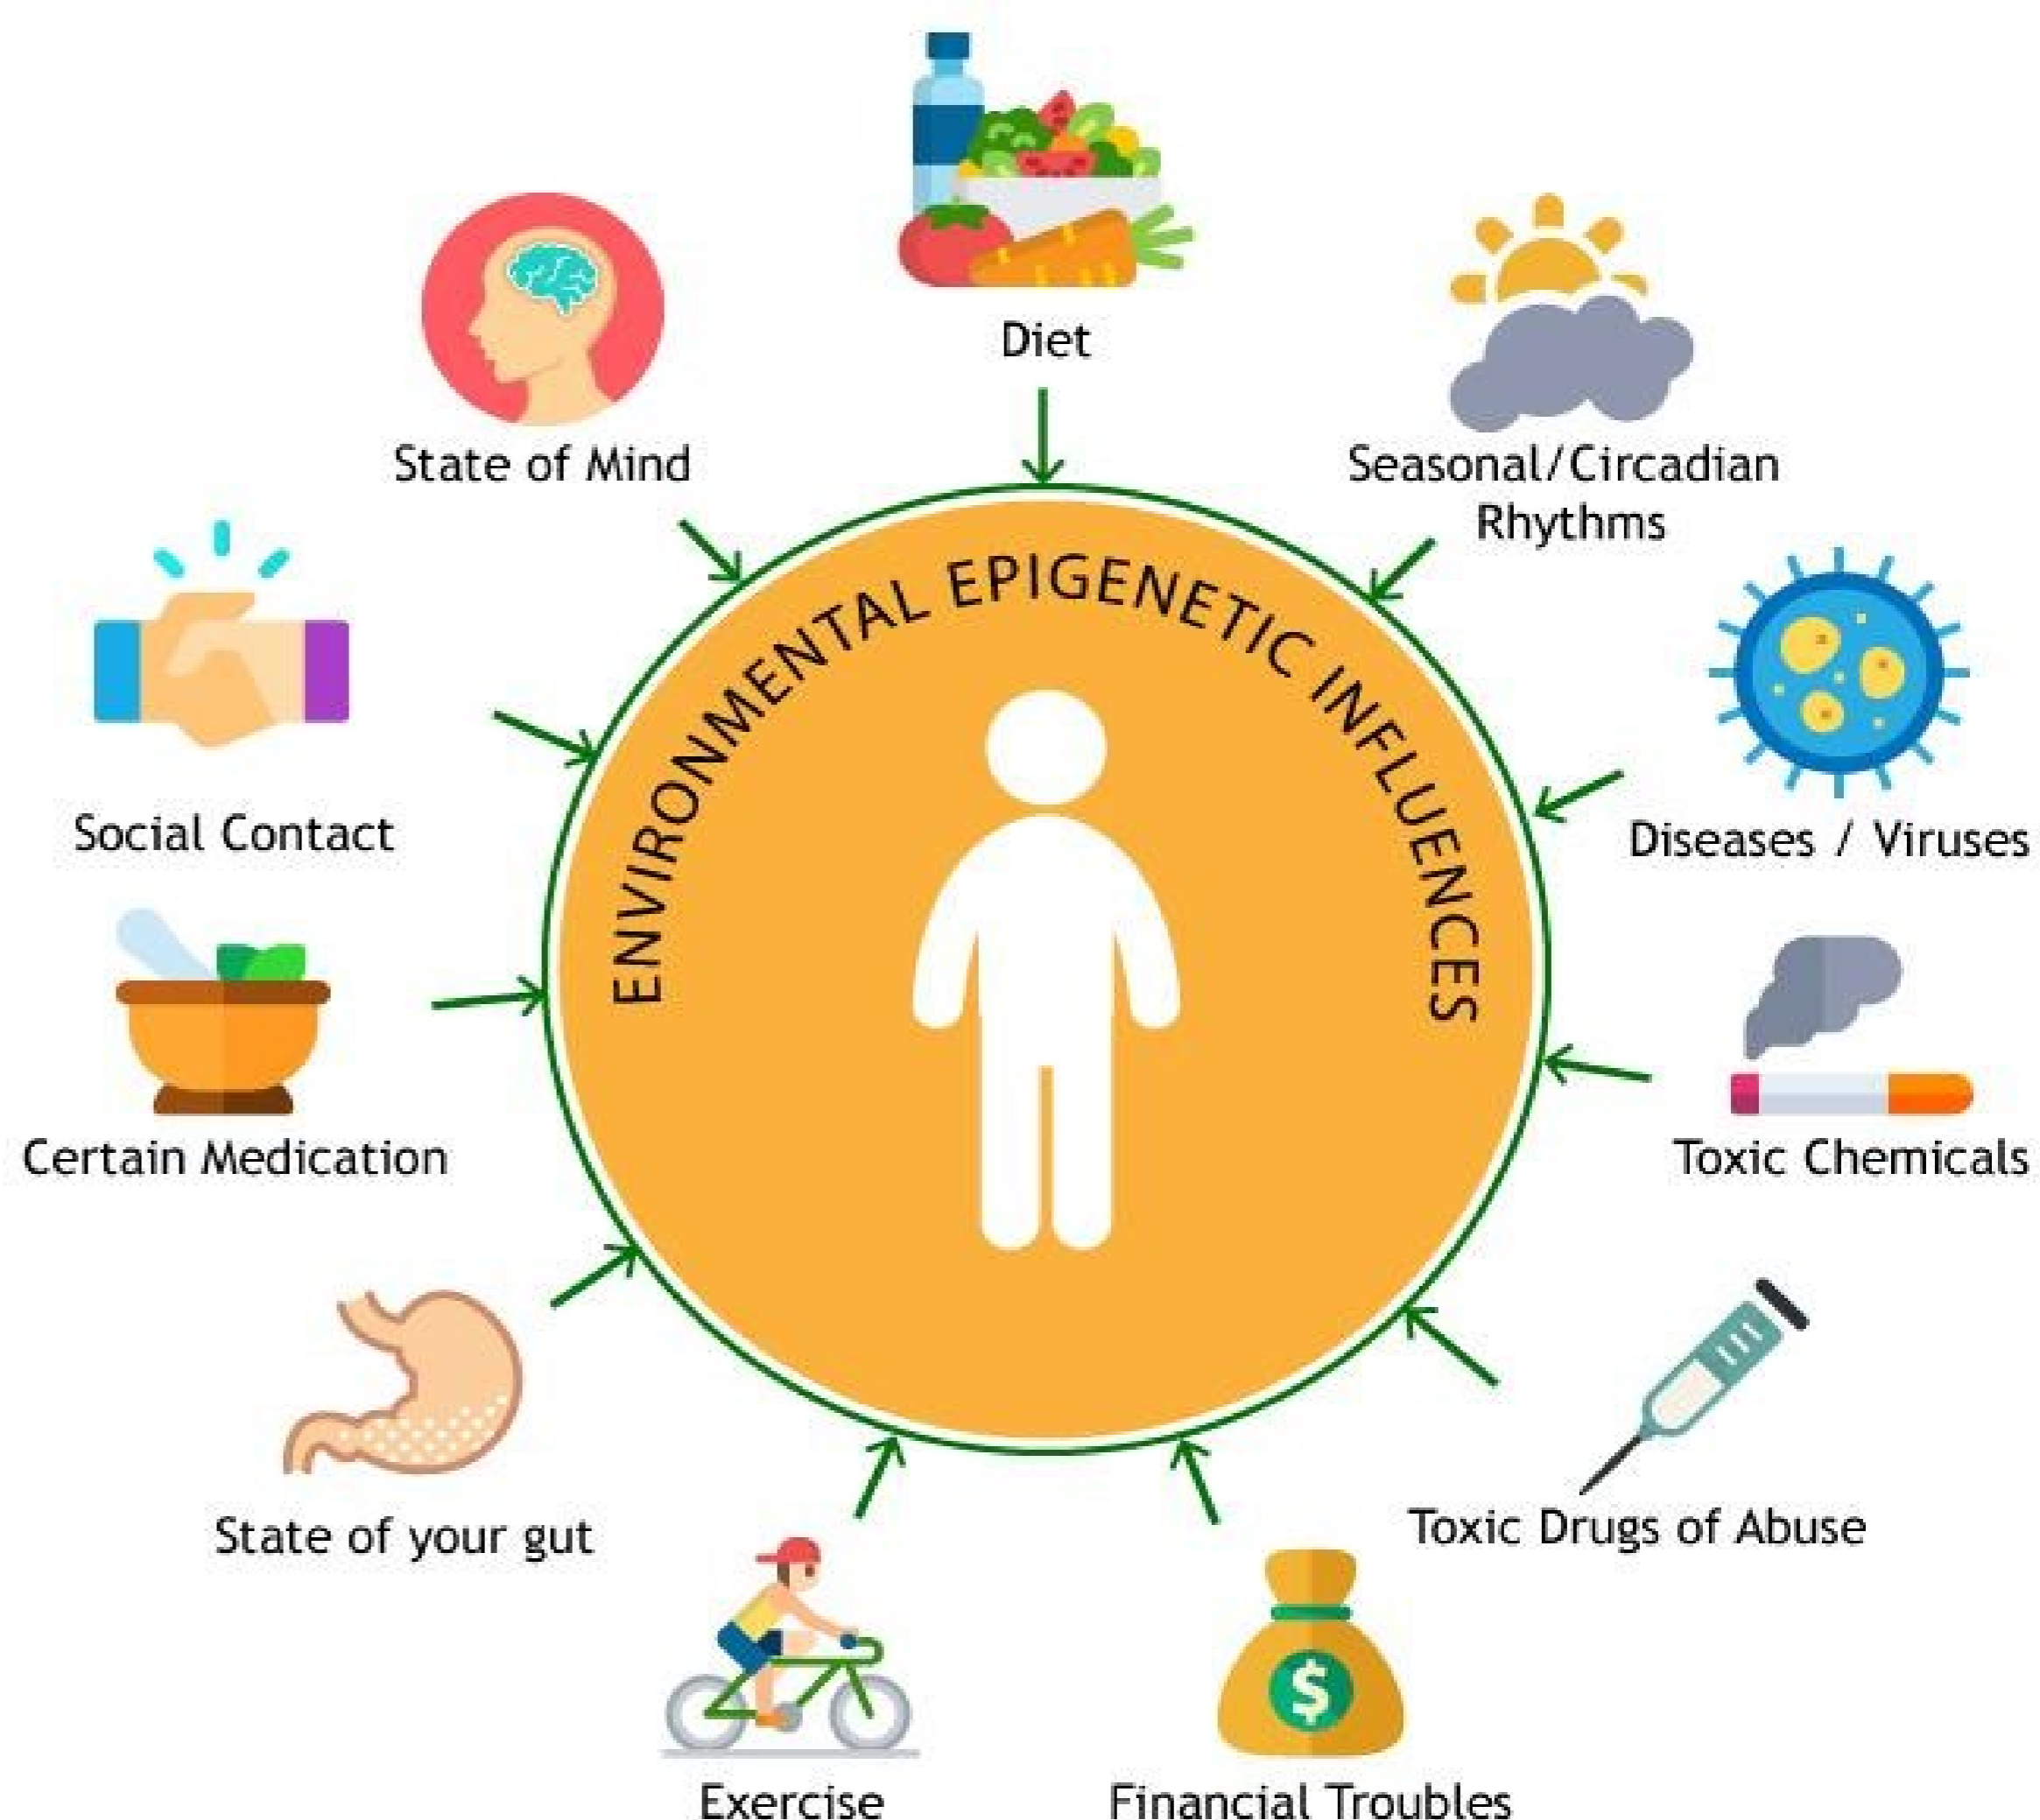 Diet
State of Mind
Seasonal/Circadian
Rhythms
ENVIRONMENTAL EPIGENETIC INFLUENCES
Social Contact
Diseases / Viruses
Certain Medication
Toxic Chemicals
State of your gut
Toxic Drugs of Abuse
$
Exercise
Financial Troubles